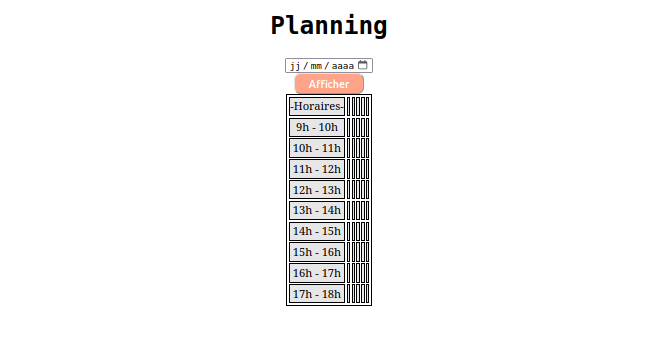 Planning
jj / mm / aaaa
Afficher
-Horaires-
9h - 10h
10h - 11h
11h - 12h
12h - 13h
13h - 14h
14h - 15h
15h - 16h
16h - 17h
17h - 18h